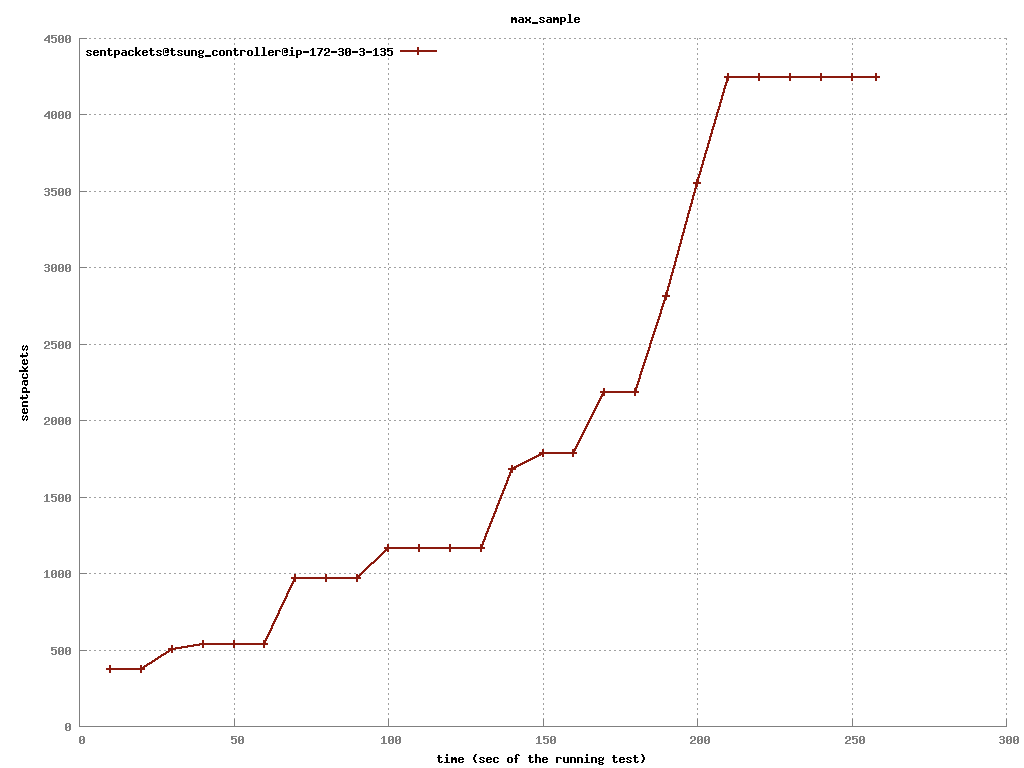 max_sample
sentpackets@tsung_controller@ip-172-30-3-135
4500
4000
3500
3000
2500
2000
1500
1000
500
0
sentpackets
0 50 100 150 200 250 300
time (sec of the running test)